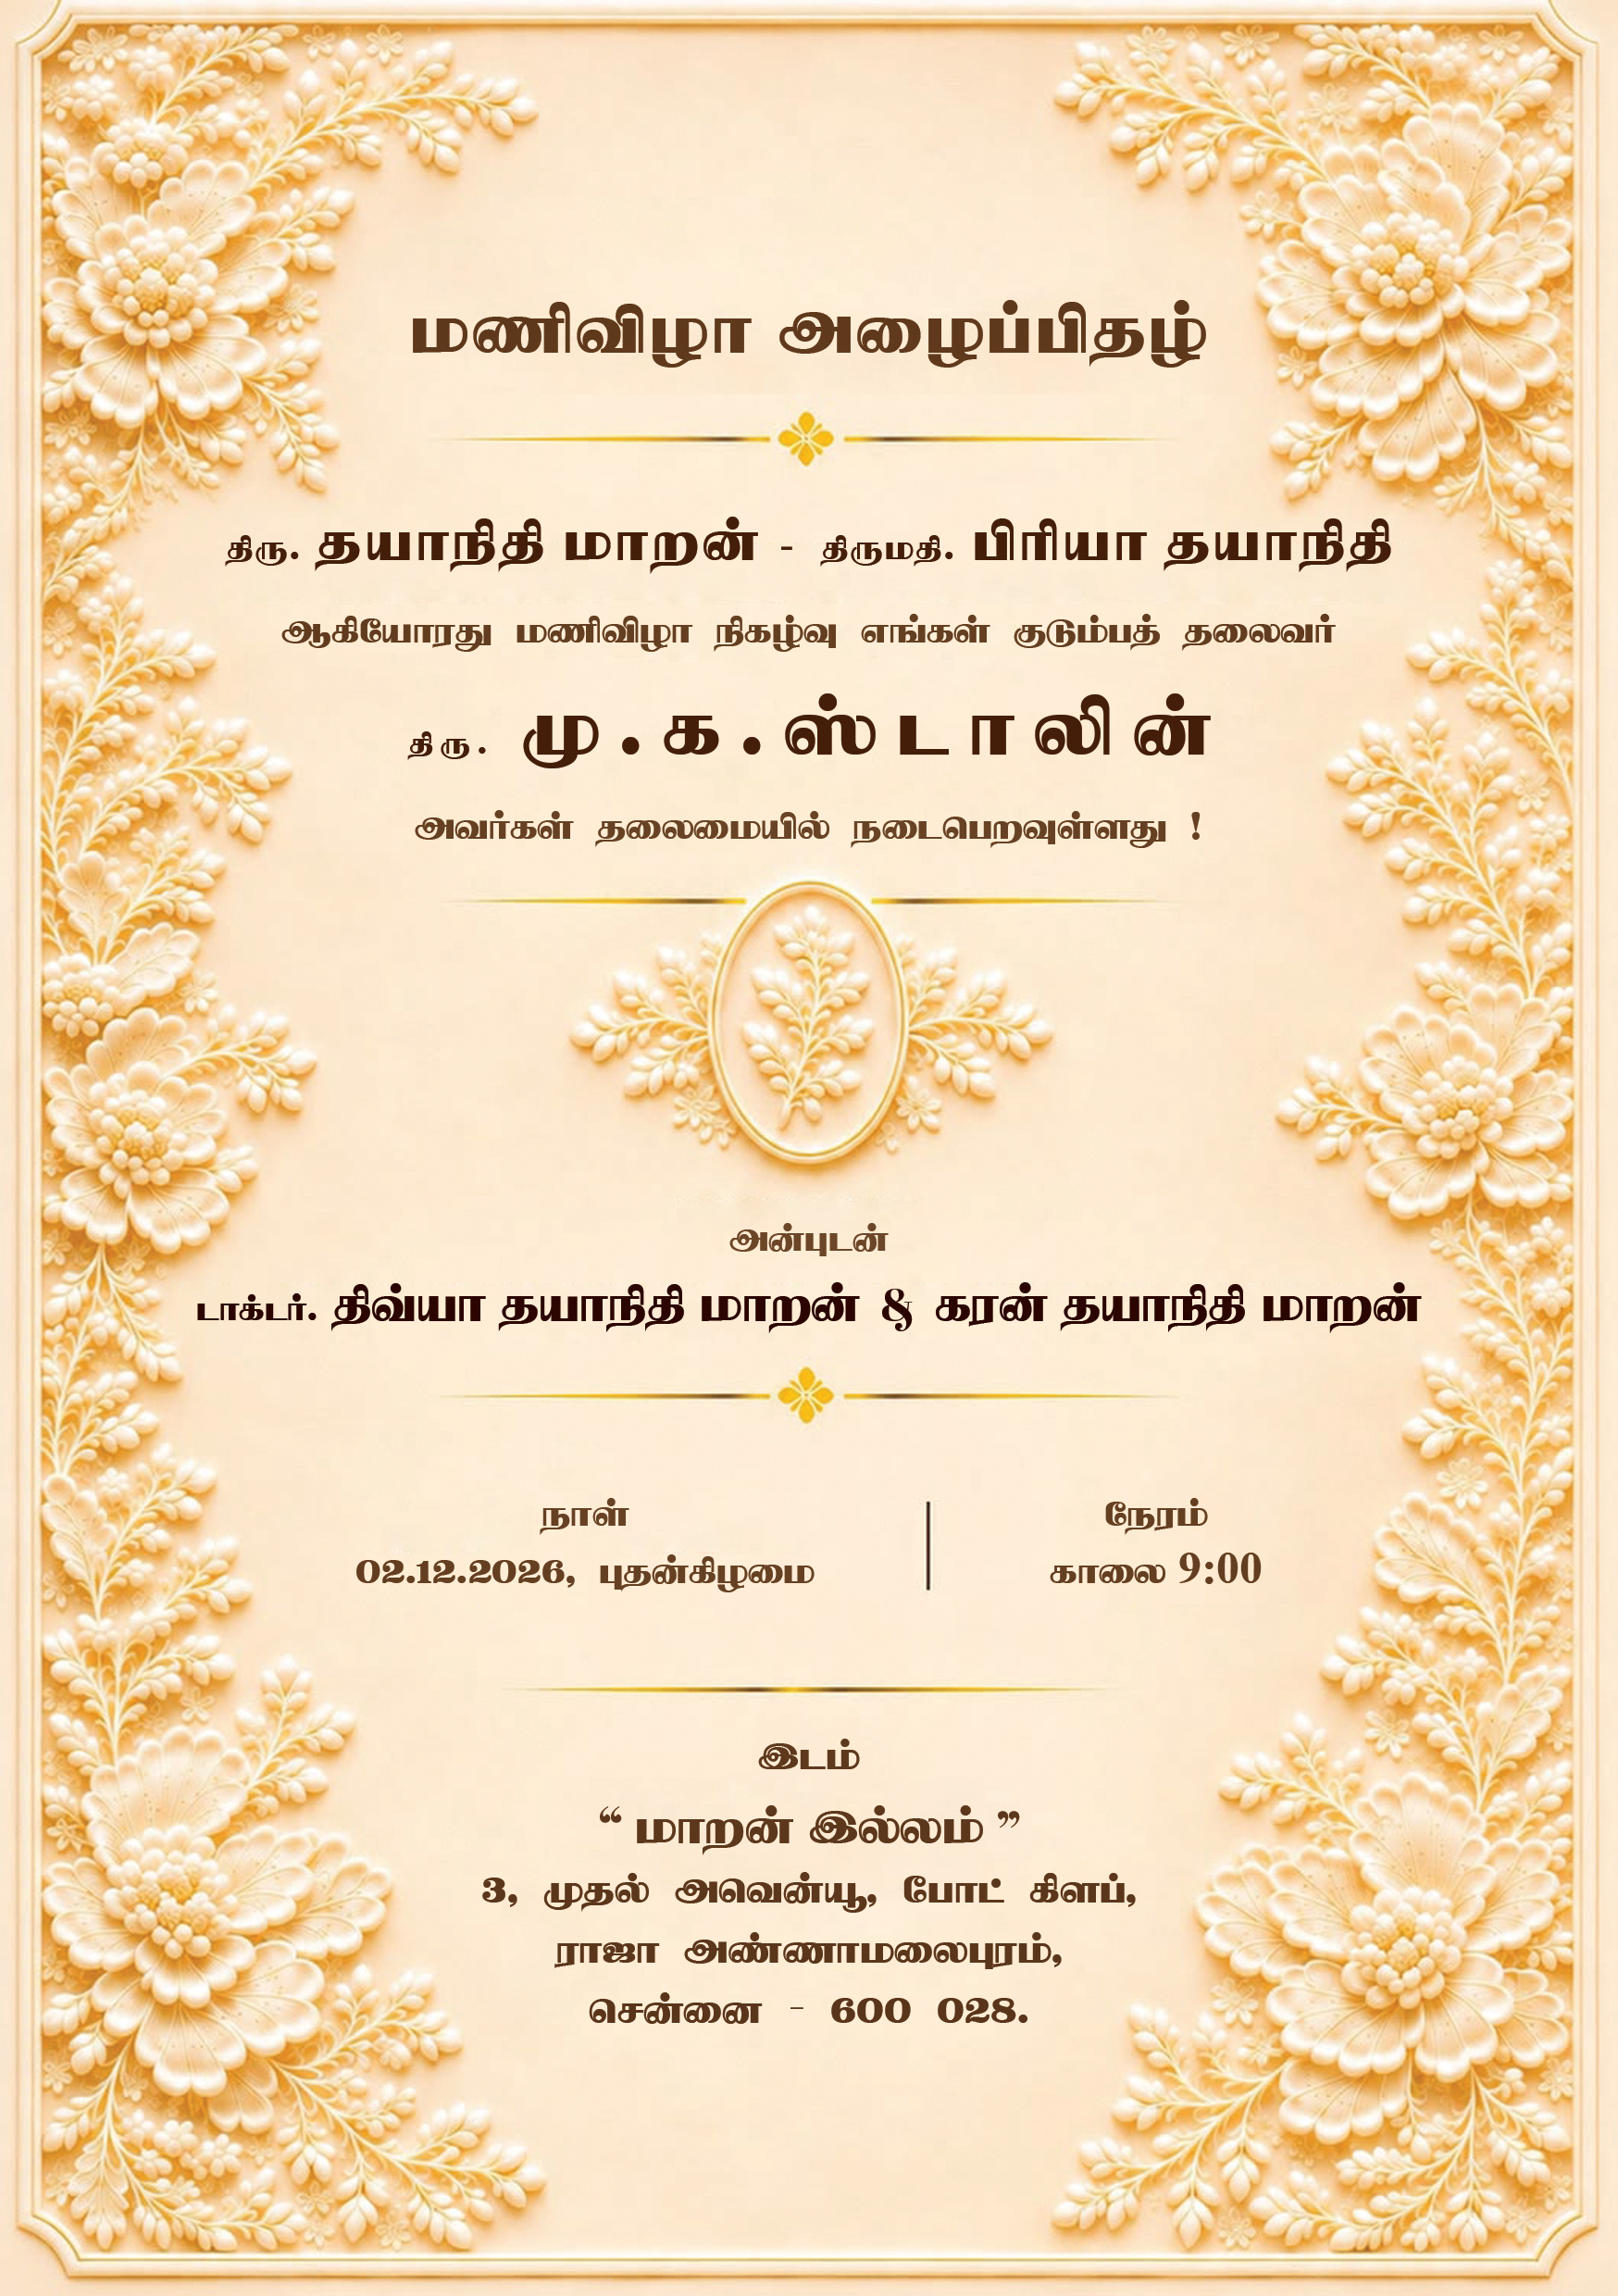 மணிவிழா அழைப்பிதழ்
திரு. தயாநிதி மாறன் - திருமதி. பிரியா தயாநிதி
ஆகியோரது மணிவிழா நிகழ்வு எங்கள் குடும்பத் தலைவர்
திரு. மு.க.ஸ்டாலின்
அவர்கள் தலைமையில் நடைபெறவுள்ளது !
அன்புடன்
டாக்டர். திவ்யா தயாநிதி மாறன் & கரன் தயாநிதி மாறன்
நாள்
02.12.2026, புதன்கிழமை
நேரம்
காலை 9:00
இடம்
“ மாறன் இல்லம் ”
3, முதல் அவென்யூ, போட் கிளப்,
ராஜா அண்ணாமலைபுரம்,
சென்னை - 600 028.